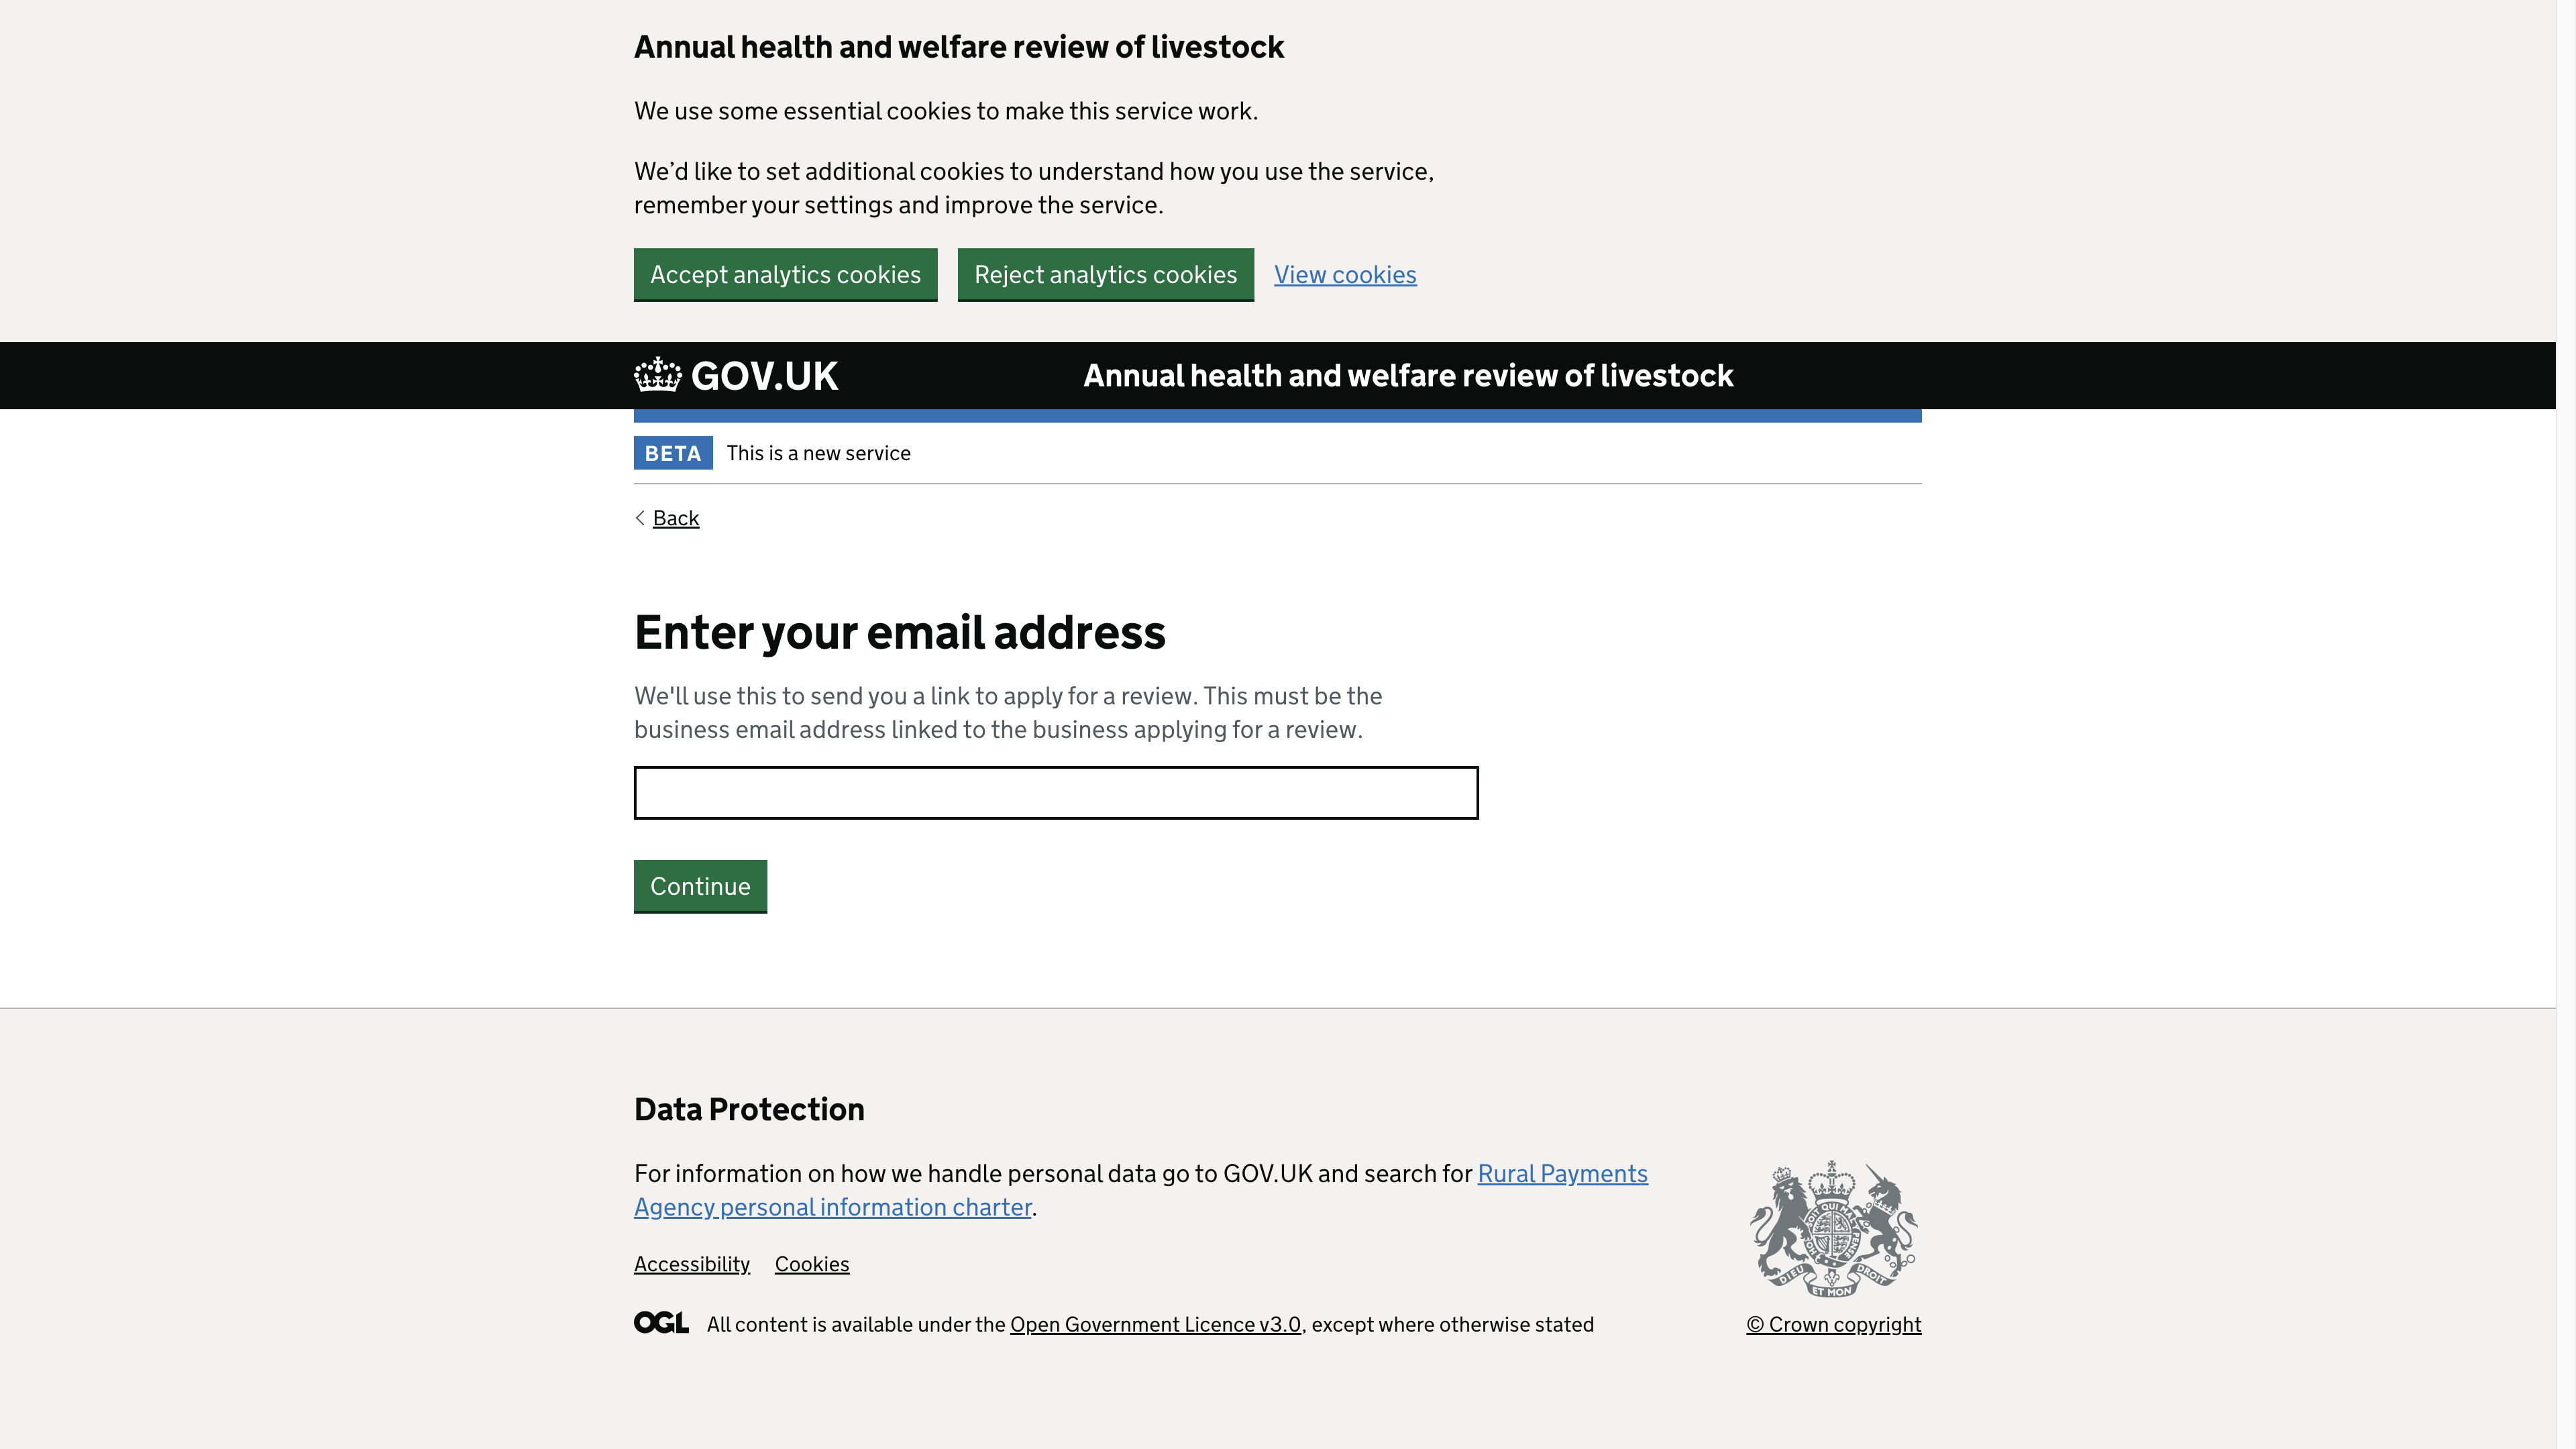 Annual health and welfare review of livestock
We use some essential cookies to make this service work.
We’d like to set additional cookies to understand how you use the service,
remember your settings and improve the service.
Accept analytics cookies Reject analytics cookies View cookies
GOV.UK Annual health and welfare review of livestock
BETA This is a new service
Back
Enter your email address
We'll use this to send you a link to apply for a review. This must be the
business email address linked to the business applying for a review.
Continue
Data Protection
For information on how we handle personal data go to GOV.UK and search for Rural Payments
Agency personal information charter.
Accessibility Cookies
DIEU ET MON DROIT
OGL All content is available under the Open Government Licence v3.0, except where otherwise stated
© Crown copyright